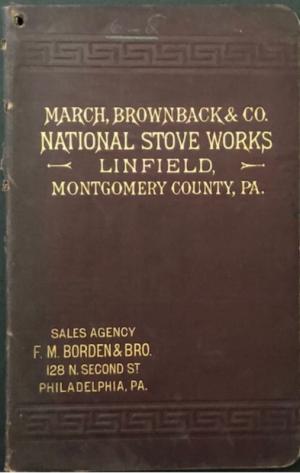 MARCH, BROWNBACK & CO.
NATIONAL STOVE WORKS
LINFIELD,
MONTGOMERY COUNTY, PA.
SALES AGENCY
F. M. BORDEN & BRO.
128 N. SECOND ST
PHILADELPHIA, PA.